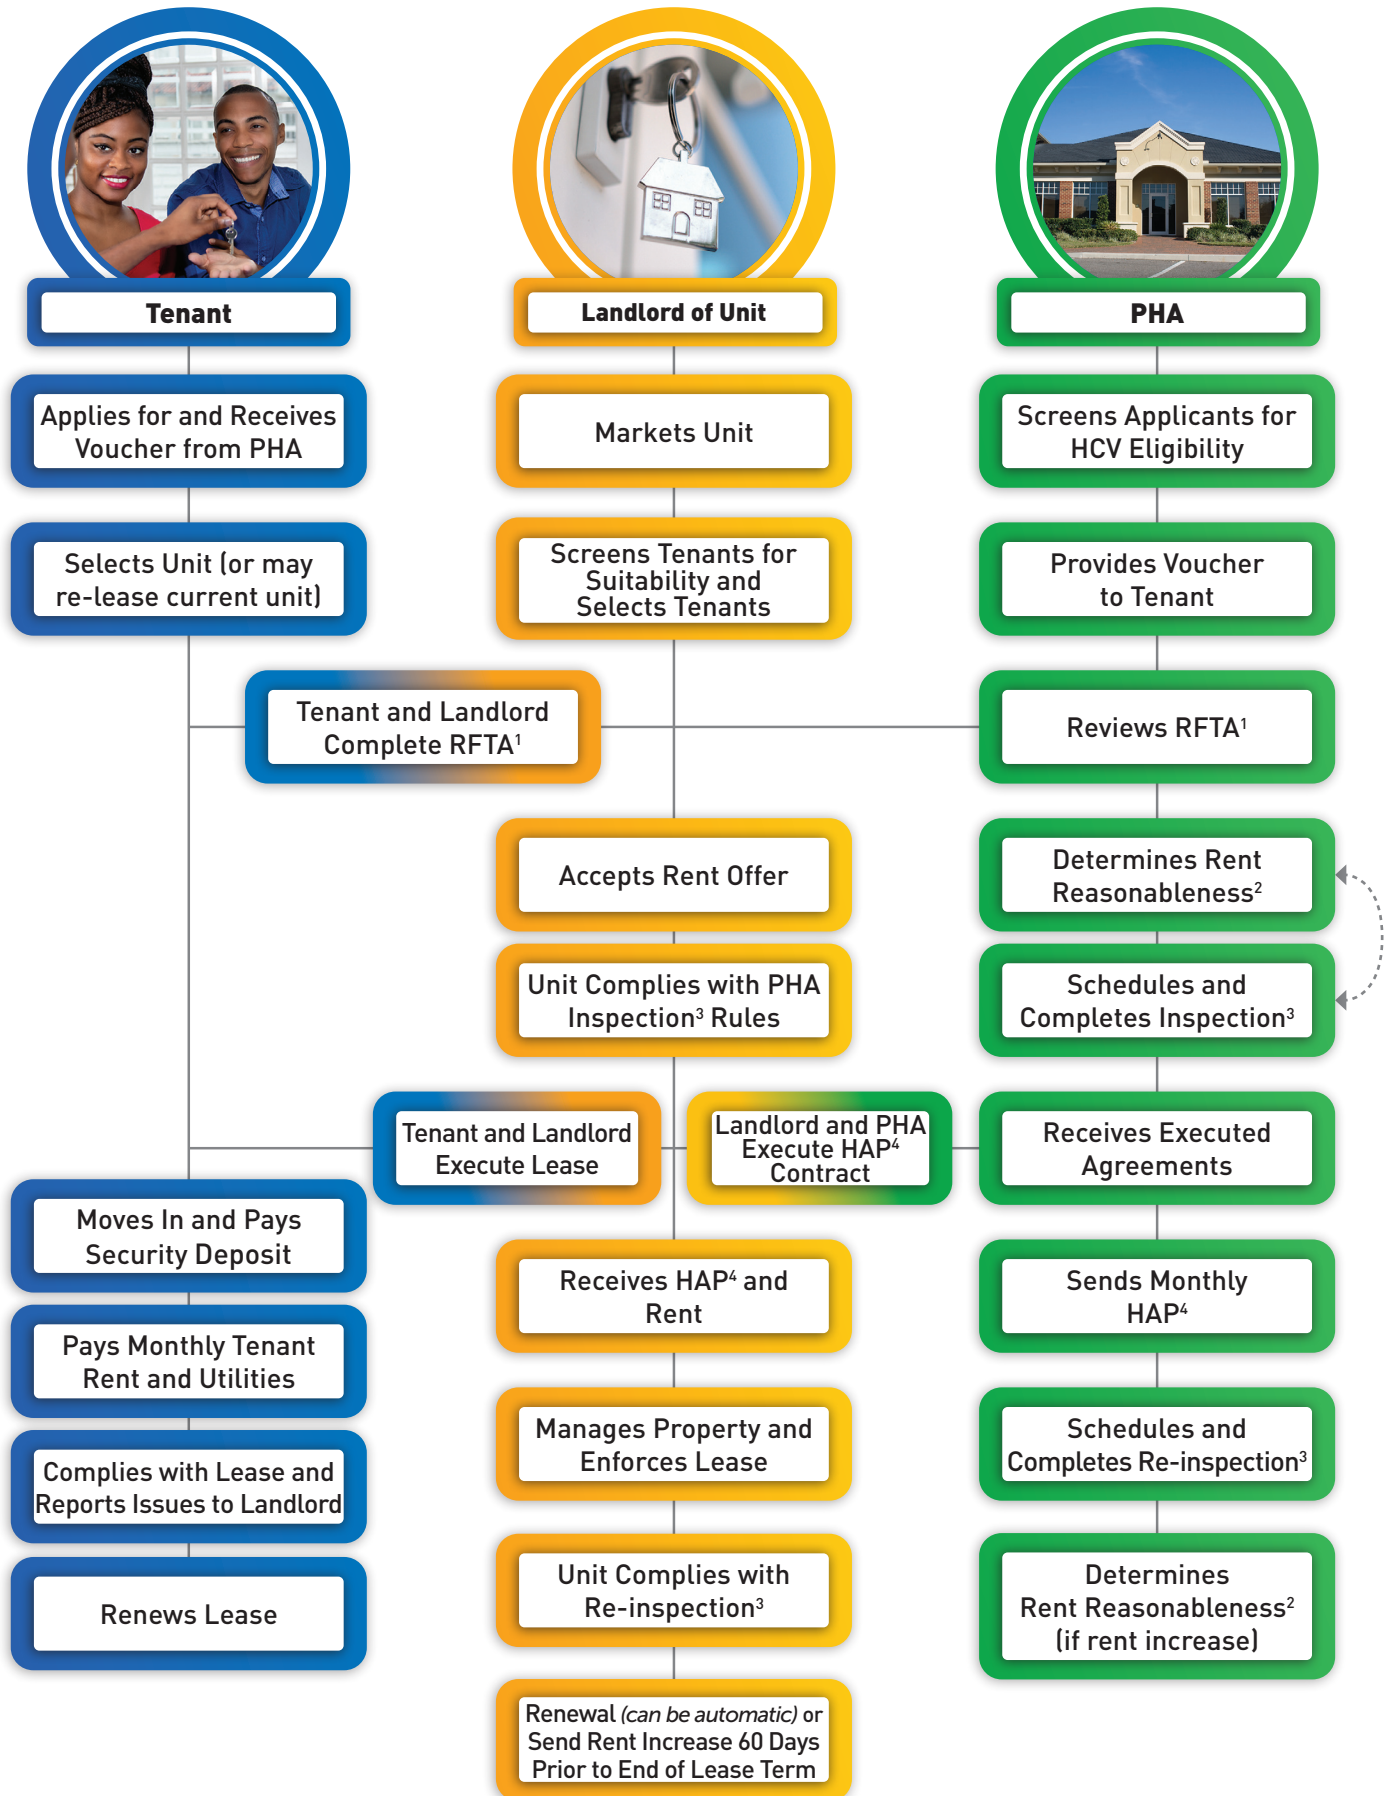 Tenant
Landlord of Unit
PHA
Applies for and Receives
Voucher from PHA
Markets Unit
Screens Applicants for
HCV Eligibility
Selects Unit (or may
re-lease current unit)
Screens Tenants for
Suitability and
Selects Tenants
Provides Voucher
to Tenant
Tenant and Landlord
Complete RFTA¹
Reviews RFTA¹
Accepts Rent Offer
Determines Rent
Reasonableness²
Unit Complies with PHA
Inspection³ Rules
Schedules and
Completes Inspection³
Tenant and Landlord
Execute Lease
Landlord and PHA
Execute HAP⁴
Contract
Receives Executed
Agreements
Moves In and Pays
Security Deposit
Receives HAP⁴ and
Rent
Sends Monthly
HAP⁴
Pays Monthly Tenant
Rent and Utilities
Manages Property and
Enforces Lease
Schedules and
Completes Re-inspection³
Complies with Lease and
Reports Issues to Landlord
Unit Complies with
Re-inspection³
Determines
Rent Reasonableness²
(if rent increase)
Renews Lease
Renewal (can be automatic) or
Send Rent Increase 60 Days
Prior to End of Lease Term